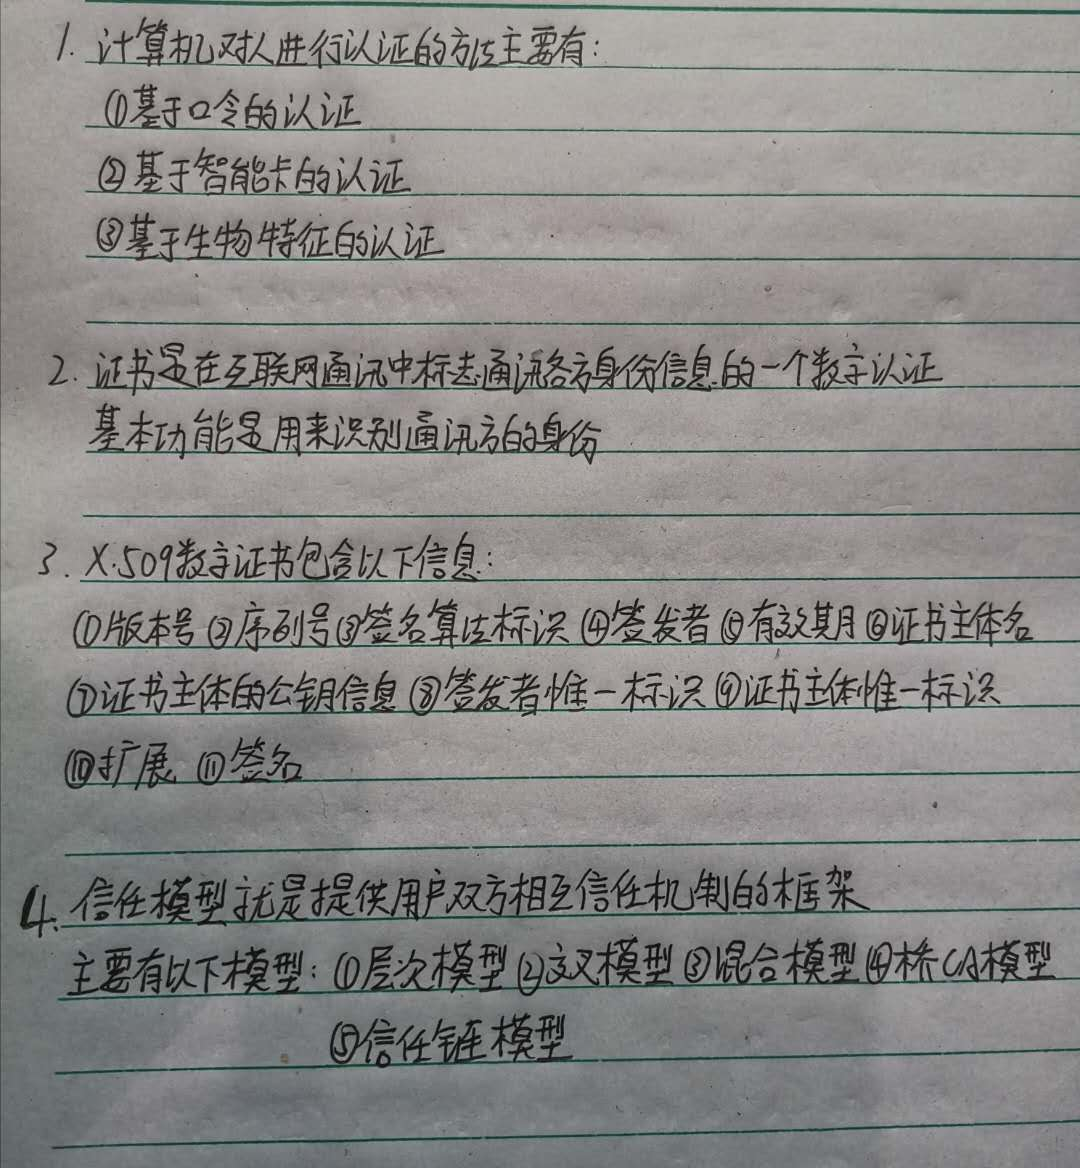 1. 计算机对人进行认证的方法主要有：
①基于口令的认证
②基于智能卡的认证
③基于生物特征的认证
2. 证书是在互联网通讯中标志通讯各方身份信息的一个数字认证
基本功能是用来识别通讯方的身份
3. X.509数字证书包含以下信息：
①版本号 ②序列号 ③签名算法标识 ④签发者 ⑤有效期 ⑥证书主体名
⑦证书主体的公钥信息 ⑧签发者惟一标识 ⑨证书主体惟一标识
⑩扩展 ⑪签名
4. 信任模型就是提供用户双方相互信任机制的框架
主要有以下模型：①层次模型 ②交叉模型 ③混合模型 ④桥CA模型
⑤信任链模型